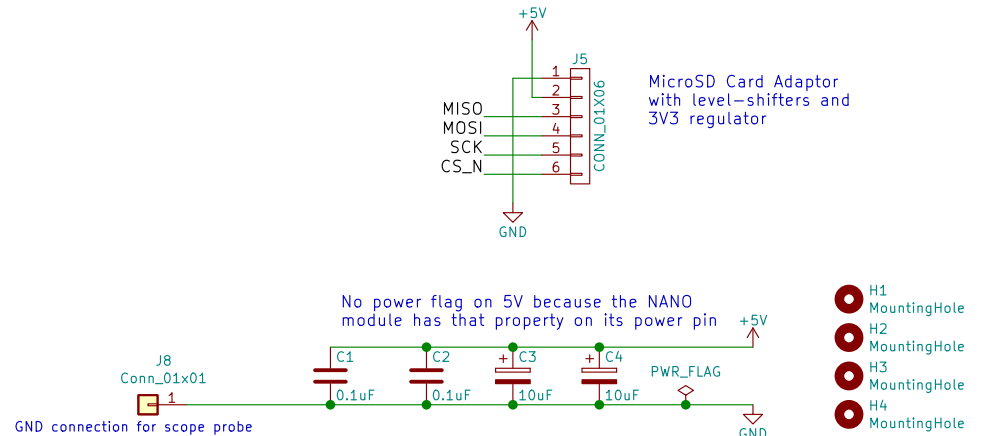 +5V
J5
1
2
3
4
5
6
CONN_01X06
MISO
MOSI
SCK
CS_N
GND
MicroSD Card Adaptor
with level-shifters and
3V3 regulator
No power flag on 5V because the NANO
module has that property on its power pin
+5V
J8
Conn_01x01
1
GND connection for scope probe
C1
0.1uF
C2
0.1uF
+
C3
10uF
+
C4
10uF
PWR_FLAG
GND
H1
MountingHole
H2
MountingHole
H3
MountingHole
H4
MountingHole